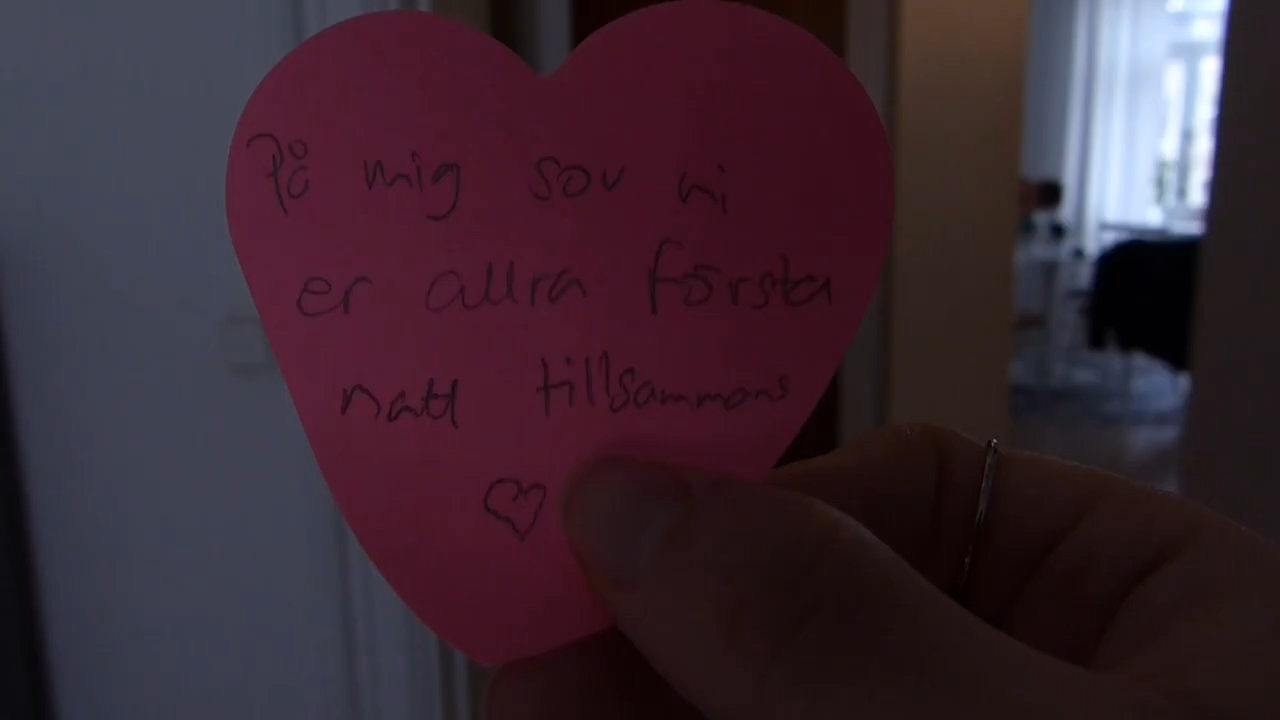 På mig sov ni
er allra första
natt tillsammans
♡